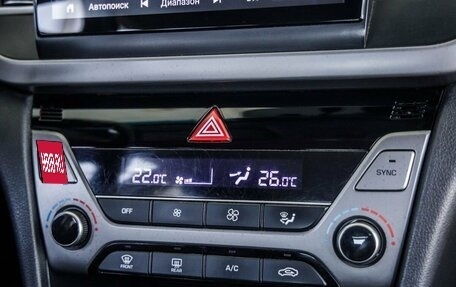 Автопоиск
Диапазон
22.0°C
26.0°C
SYNC
OFF
FRONT
REAR
A/C